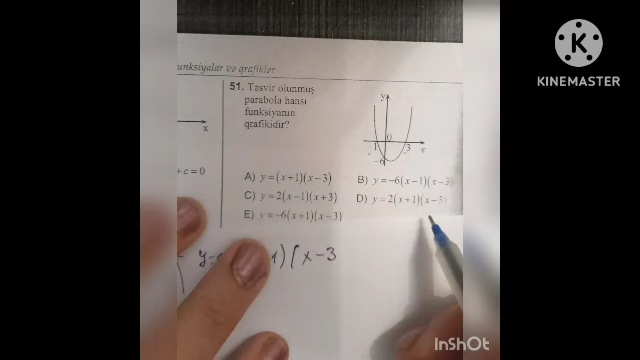 unksiyalar və qrafiklər
51. Təsvir olunmuş
parabola hansı
funksiyanın
qrafikidir?
y
0
1
3
x
-6
x
+c=0
A) y=(x+1)(x-3)
B) y=-6(x-1)(x-3)
C) y=2(x-1)(x+3)
D) y=2(x+1)(x-3)
E) y=-6(x+1)(x-3)
1)(x-3
K
KINEMASTER
InShOt